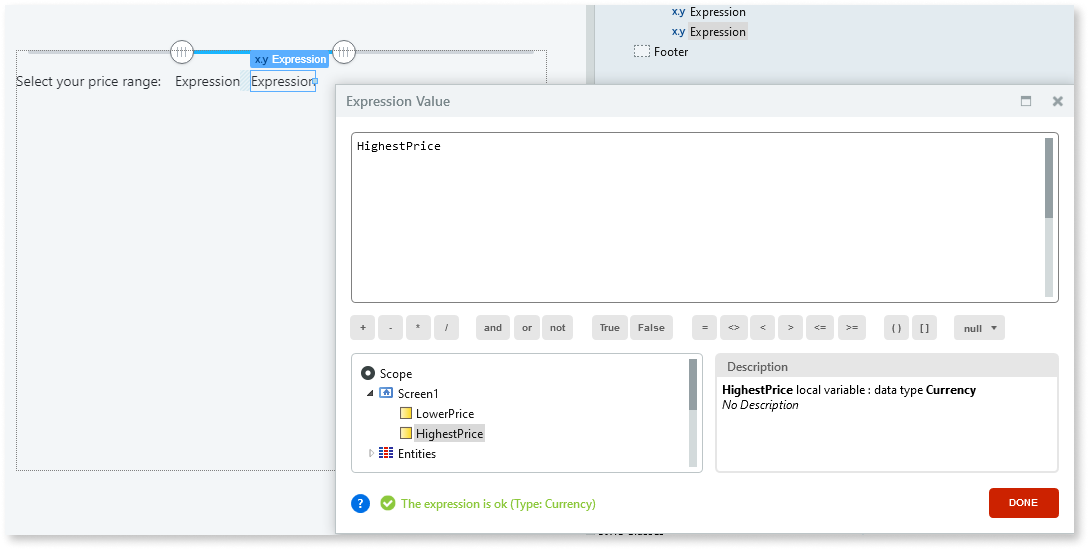 x.y Expression
x.y Expression
Footer
x.y Expression
Select your price range: Expression Expression
Expression Value
HighestPrice
+ - * / and or not True False = <> < > <= >= ( ) [ ] null
Scope
Screen1
LowerPrice
HighestPrice
Entities
Description
HighestPrice local variable : data type Currency
No Description
? The expression is ok (Type: Currency)
DONE